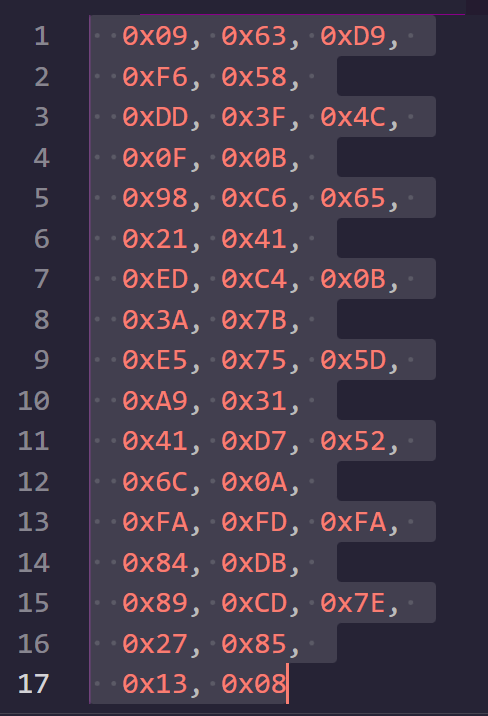 1 0x09, 0x63, 0xD9,
2 0xF6, 0x58,
3 0xDD, 0x3F, 0x4C,
4 0x0F, 0x0B,
5 0x98, 0xC6, 0x65,
6 0x21, 0x41,
7 0xED, 0xC4, 0x0B,
8 0x3A, 0x7B,
9 0xE5, 0x75, 0x5D,
10 0xA9, 0x31,
11 0x41, 0xD7, 0x52,
12 0x6C, 0x0A,
13 0xFA, 0xFD, 0xFA,
14 0x84, 0xDB,
15 0x89, 0xCD, 0x7E,
16 0x27, 0x85,
17 0x13, 0x08